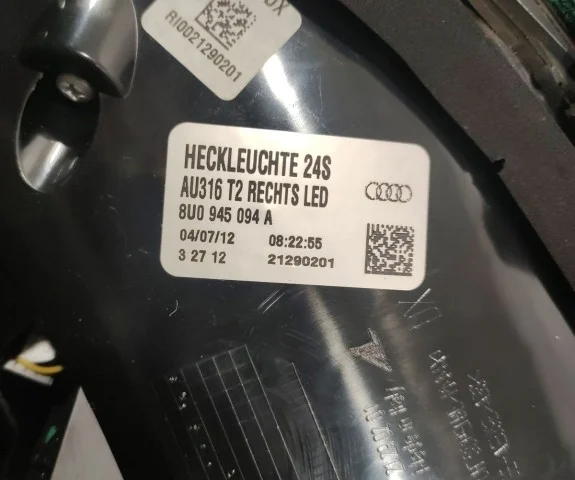 RI0021290201
HECKLEUCHTE 24S
AU316 T2 RECHTS LED
8U0 945 094 A
04/07/12 08:22:55
3 27 12 21290201